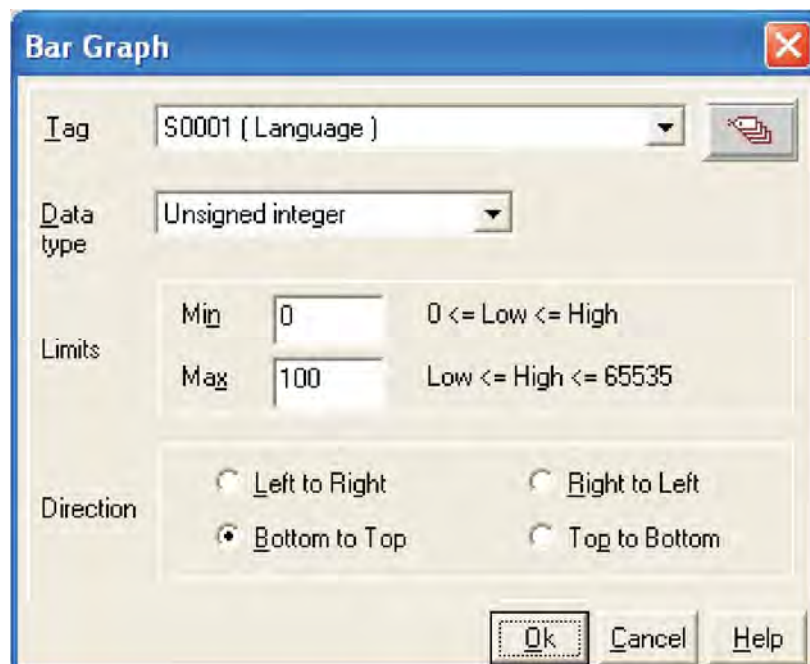 Bar Graph
Tag S0001 ( Language )
Data type Unsigned integer
Limits
Min 0 0 <= Low <= High
Max 100 Low <= High <= 65535
Direction
Left to Right Right to Left
Bottom to Top Top to Bottom
Ok Cancel Help